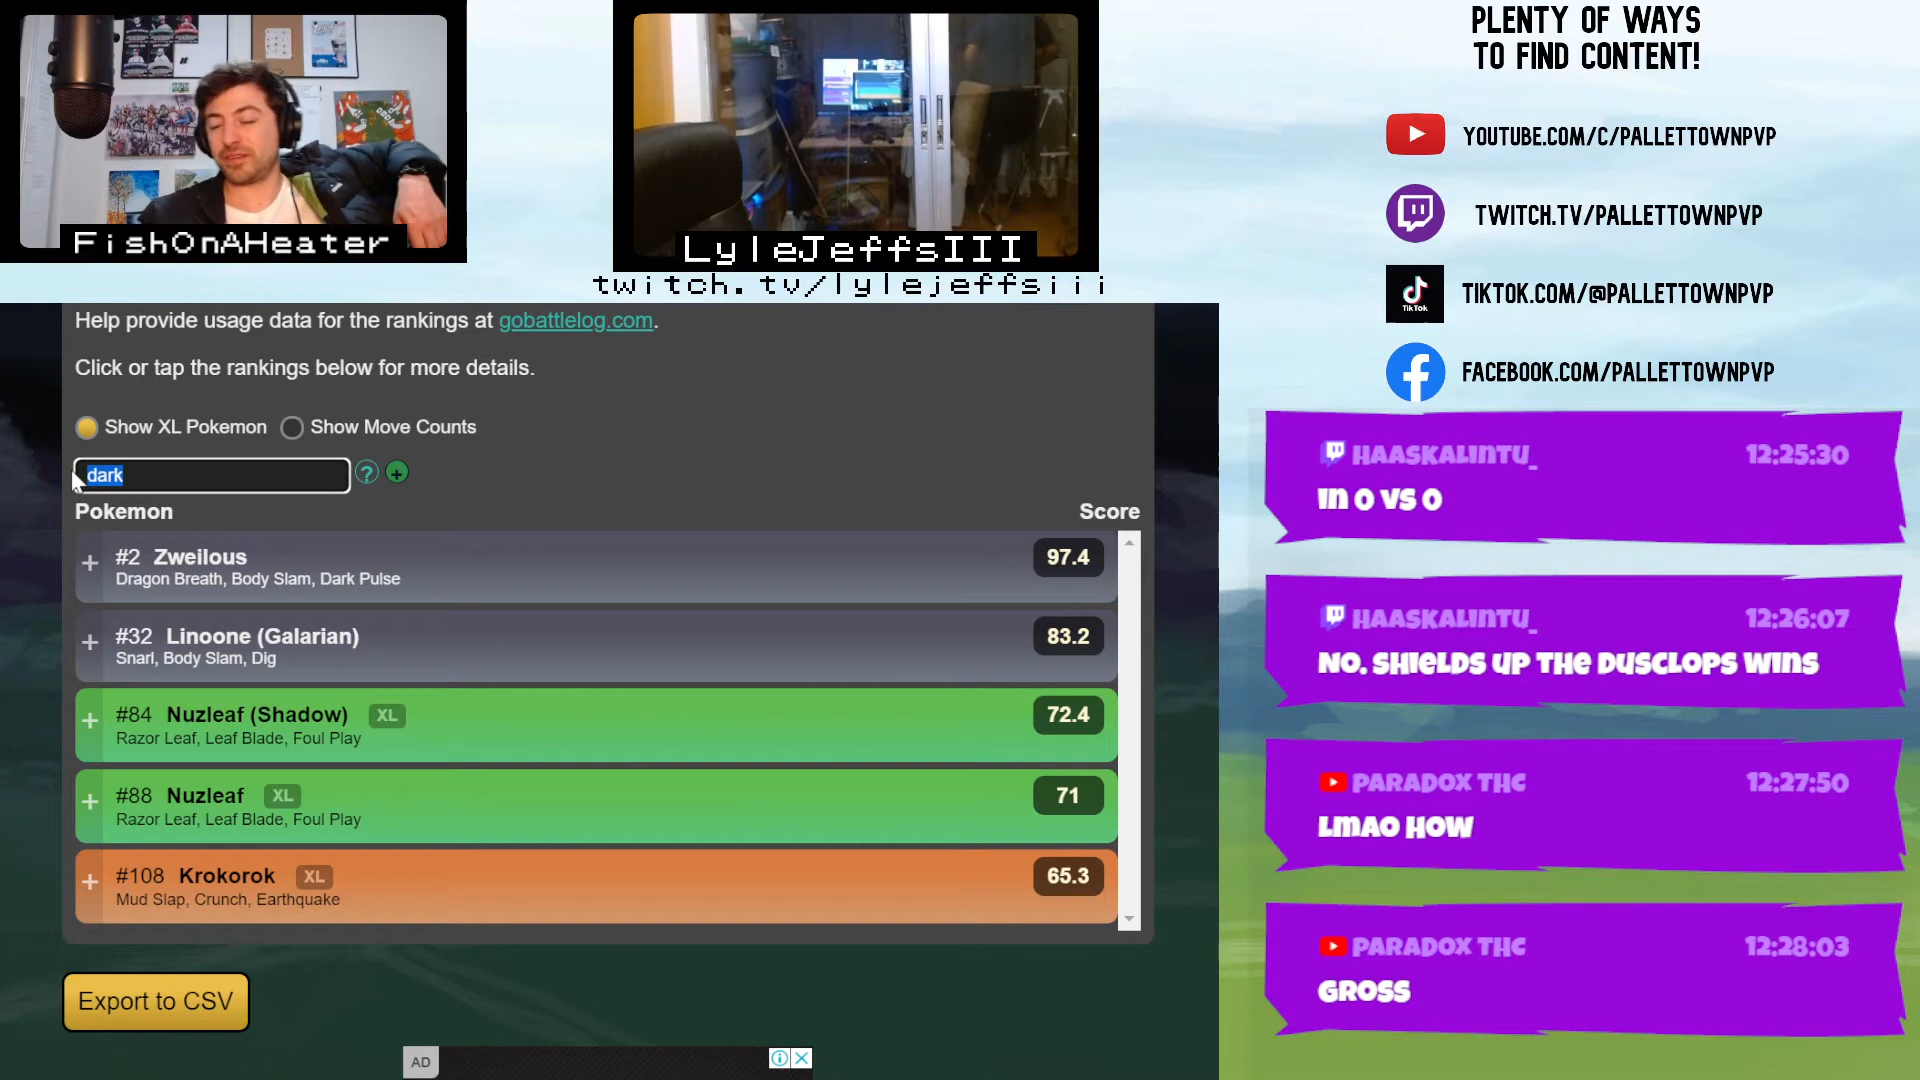 FishOnAHeater
LyleJeffsIII
twitch.tv/lylejeffsiii
PLENTY OF WAYS
TO FIND CONTENT!
YOUTUBE.COM/C/PALLETTOWNPVP
TWITCH.TV/PALLETTOWNPVP
TikTok
TIKTOK.COM/@PALLETTOWNPVP
FACEBOOK.COM/PALLETTOWNPVP
Help provide usage data for the rankings at gobattlelog.com.
Click or tap the rankings below for more details.
Show XL Pokemon Show Move Counts
dark ? +
Pokemon Score
+ #2 Zweilous 97.4
Dragon Breath, Body Slam, Dark Pulse
+ #32 Linoone (Galarian) 83.2
Snarl, Body Slam, Dig
+ #84 Nuzleaf (Shadow) XL 72.4
Razor Leaf, Leaf Blade, Foul Play
+ #88 Nuzleaf XL 71
Razor Leaf, Leaf Blade, Foul Play
+ #108 Krokorok XL 65.3
Mud Slap, Crunch, Earthquake
Export to CSV
AD
HAASKALINTU_ 12:25:30
In 0 vs 0
HAASKALINTU_ 12:26:07
No. Shields up the Dusclops wins
PARADOX THC 12:27:50
Lmao how
PARADOX THC 12:28:03
Gross